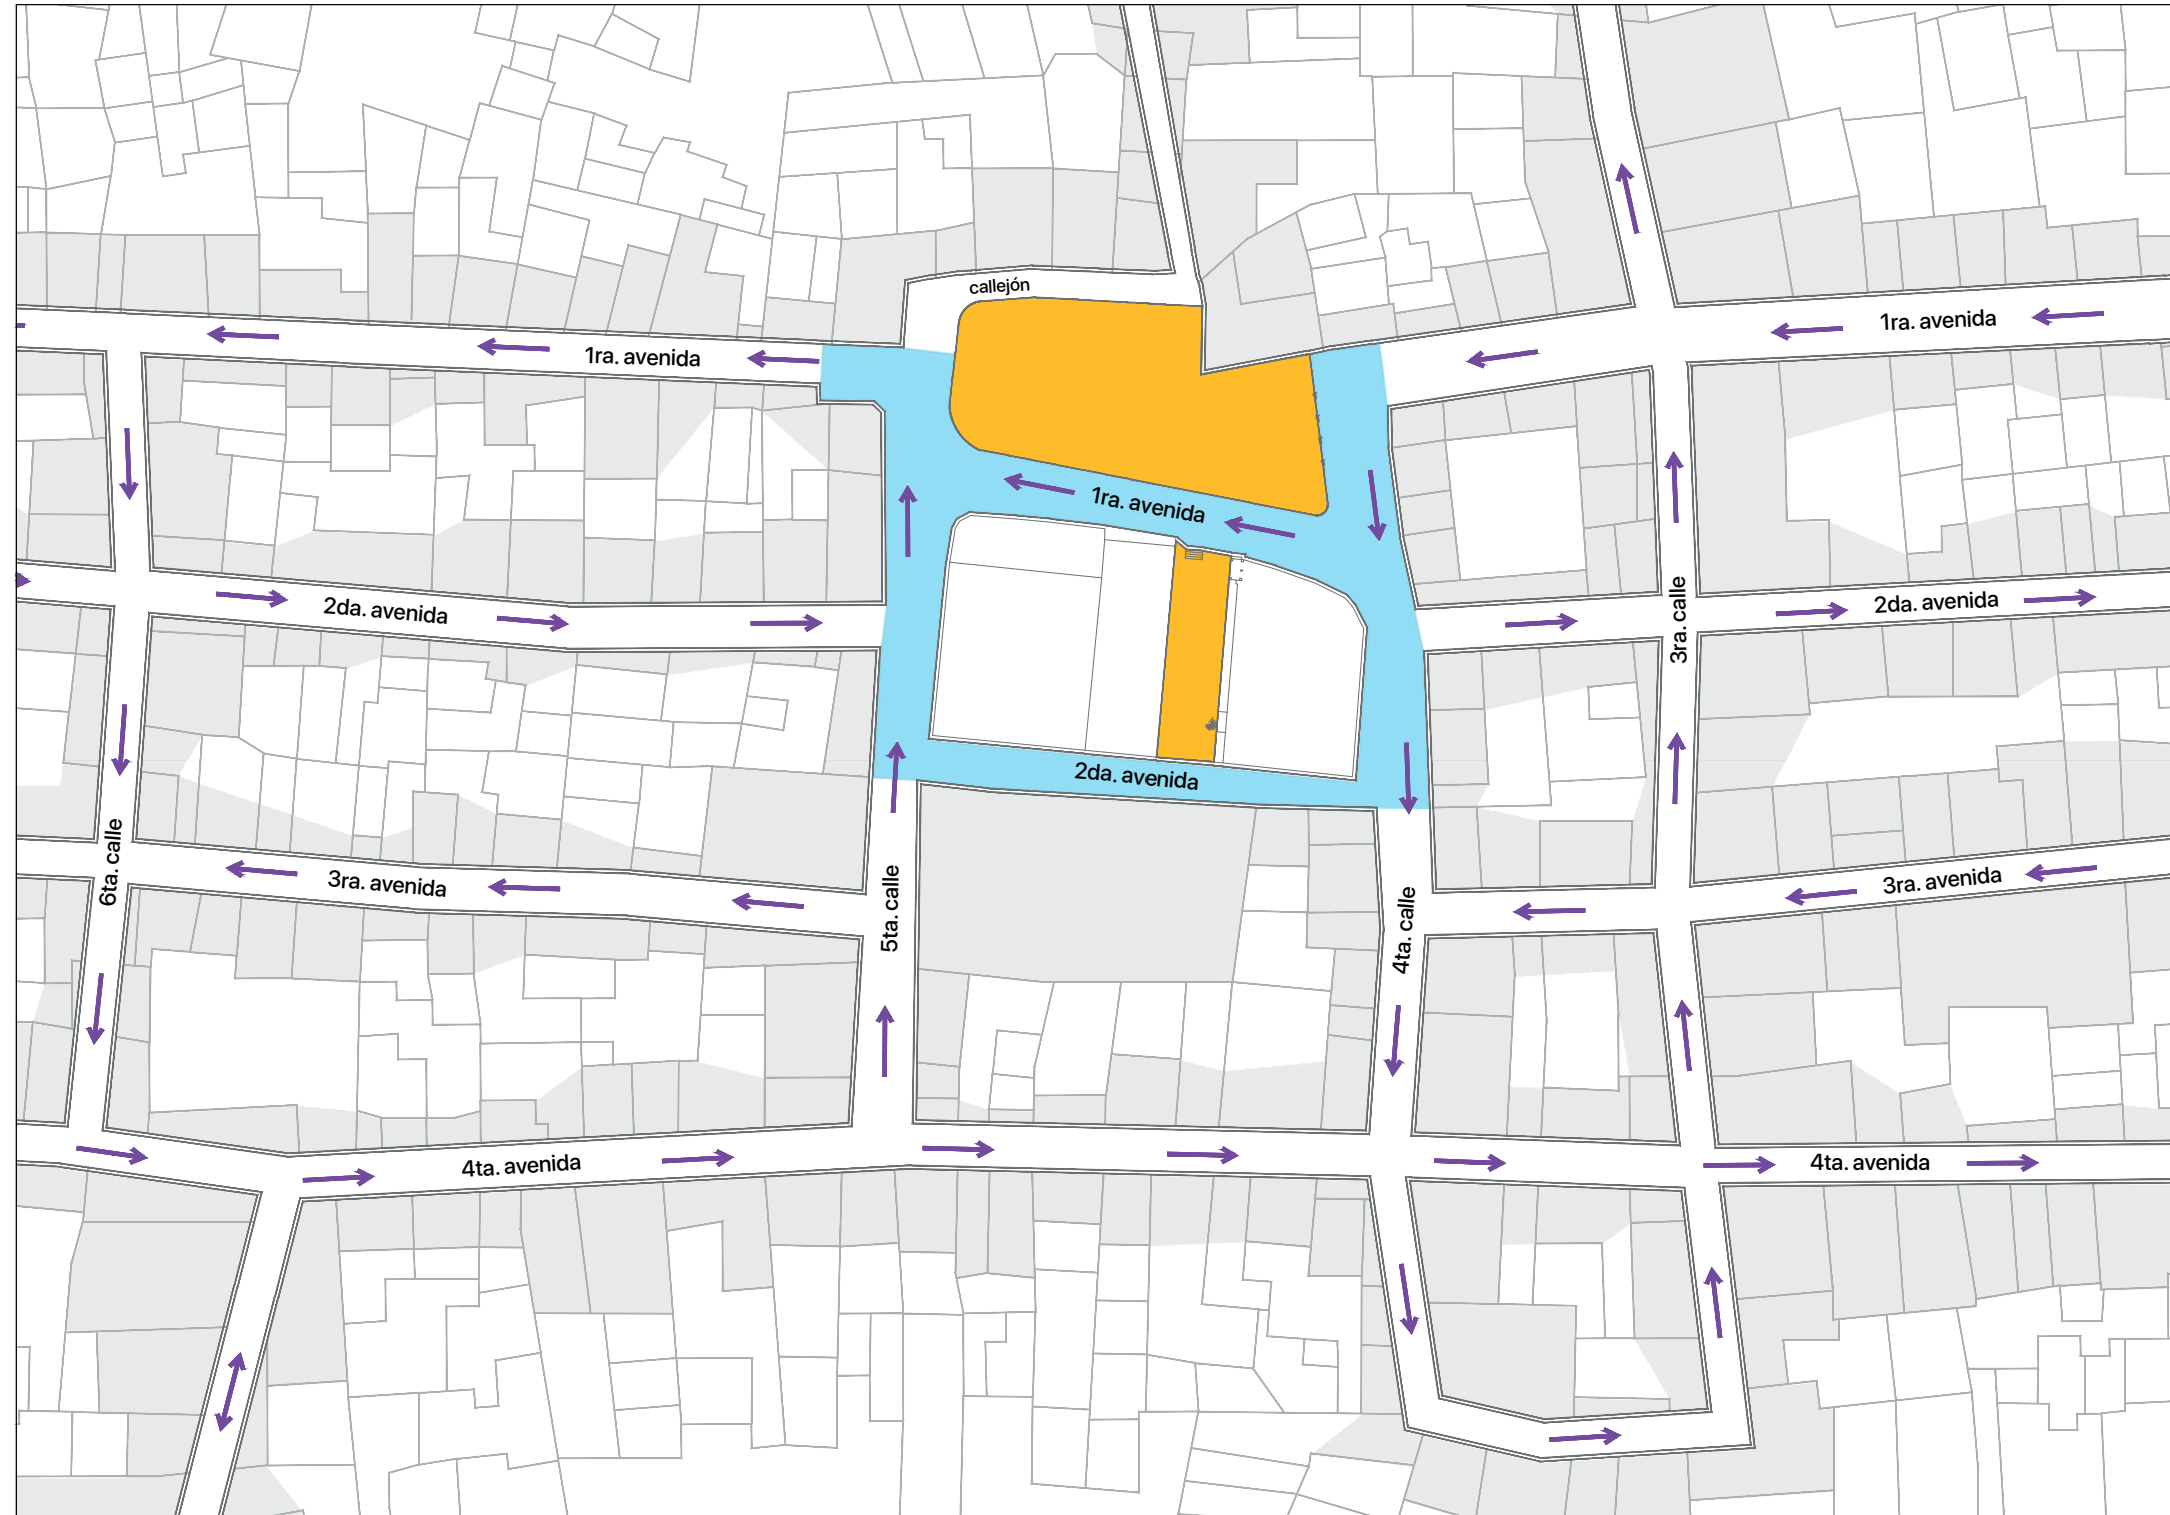 callejón
1ra. avenida
1ra. avenida
1ra. avenida
2da. avenida
2da. avenida
3ra. calle
2da. avenida
6ta. calle
3ra. avenida
5ta. calle
4ta. calle
3ra. avenida
4ta. avenida
4ta. avenida